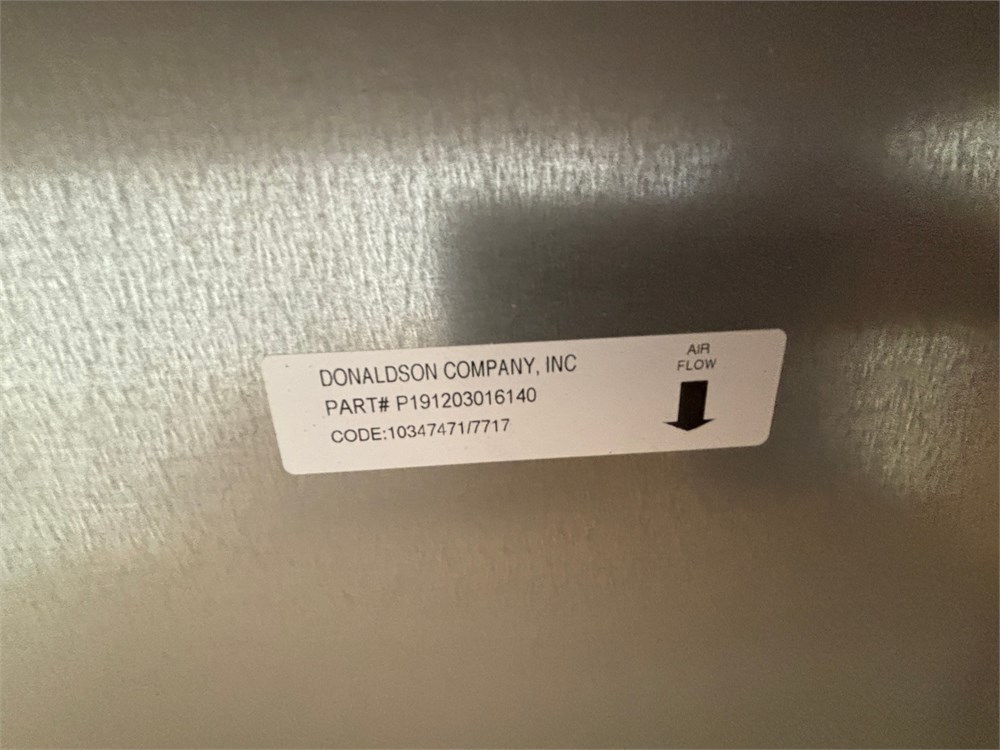 DONALDSON COMPANY, INC
PART# P191203016140
CODE:10347471/7717
AIR
FLOW